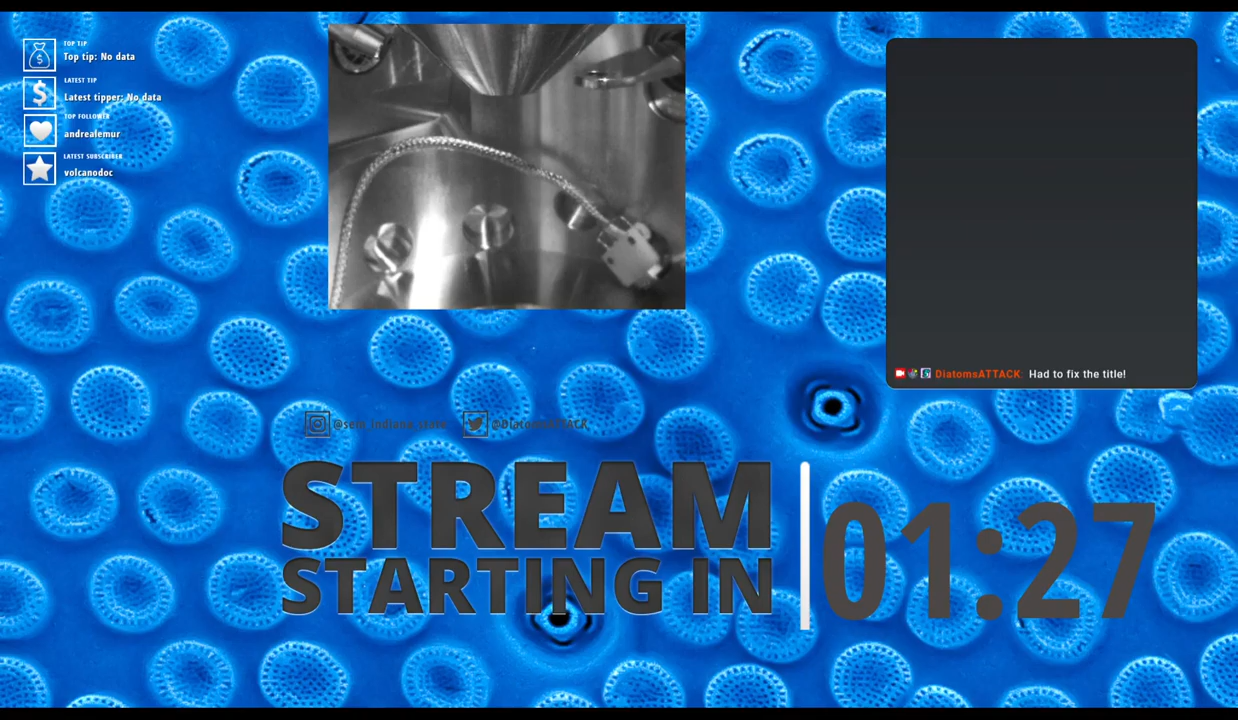 TOP TIP
Top tip: No data
LATEST TIP
Latest tipper: No data
TOP FOLLOWER
andrealemur
LATEST SUBSCRIBER
volcanodoc
DiatomsATTACK: Had to fix the title!
@sem_indiana_state @DiatomsATTACK
STREAM
STARTING IN
01:27